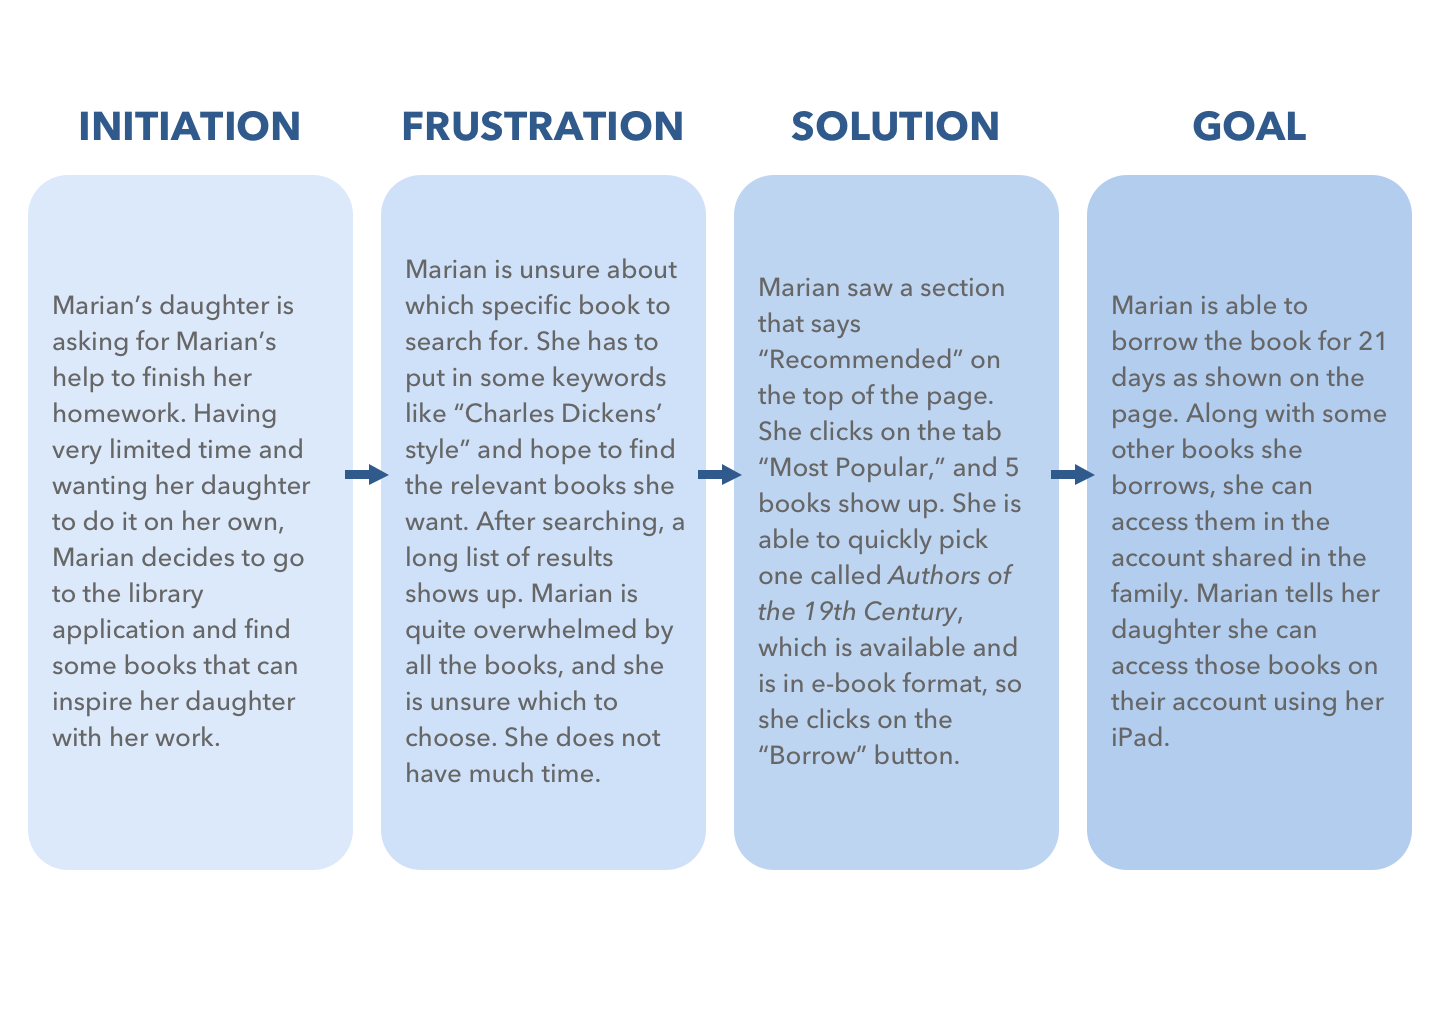 INITIATION
Marian’s daughter is
asking for Marian’s
help to finish her
homework. Having
very limited time and
wanting her daughter
to do it on her own,
Marian decides to go
to the library
application and find
some books that can
inspire her daughter
with her work.
FRUSTRATION
Marian is unsure about
which specific book to
search for. She has to
put in some keywords
like “Charles Dickens’
style” and hope to find
the relevant books she
want. After searching, a
long list of results
shows up. Marian is
quite overwhelmed by
all the books, and she
is unsure which to
choose. She does not
have much time.
SOLUTION
Marian saw a section
that says
“Recommended” on
the top of the page.
She clicks on the tab
“Most Popular,” and 5
books show up. She is
able to quickly pick
one called Authors of
the 19th Century,
which is available and
is in e-book format, so
she clicks on the
“Borrow” button.
GOAL
Marian is able to
borrow the book for 21
days as shown on the
page. Along with some
other books she
borrows, she can
access them in the
account shared in the
family. Marian tells her
daughter she can
access those books on
their account using her
iPad.